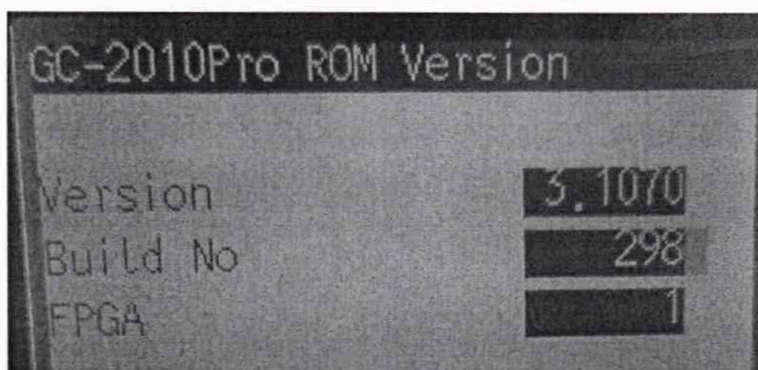 GC-2010Pro ROM Version
Version 3.1070
Build No 298
FPGA 1